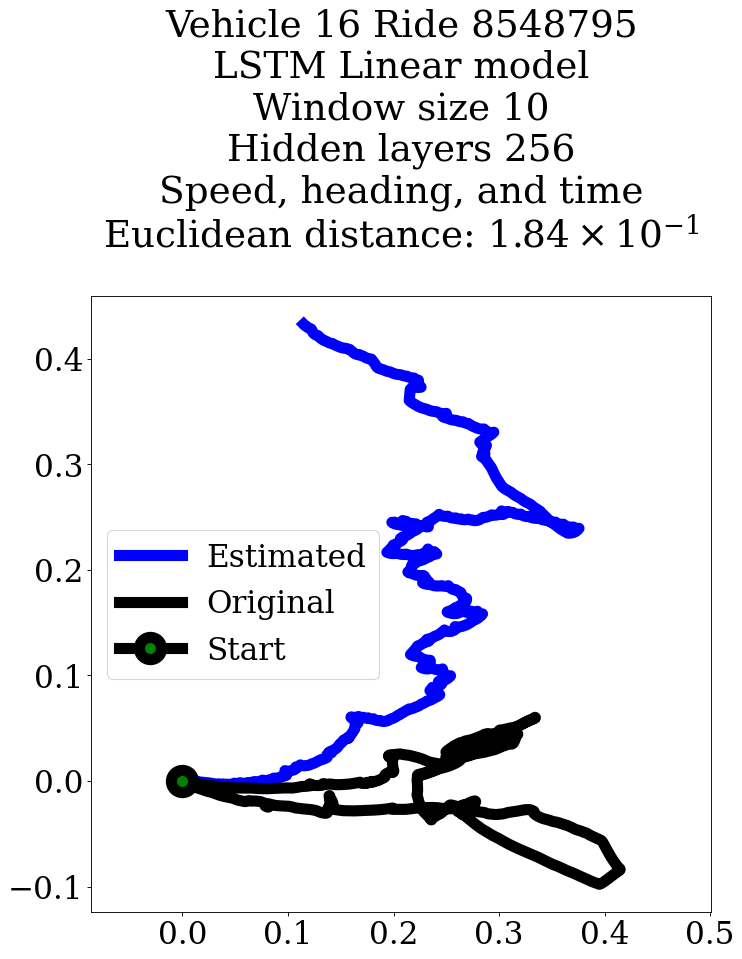 Vehicle 16 Ride 8548795
LSTM Linear model
Window size 10
Hidden layers 256
Speed, heading, and time
Euclidean distance: 1.84 × 10⁻¹
0.4
0.3
0.2
0.1
0.0
−0.1
Estimated
Original
Start
0.0 0.1 0.2 0.3 0.4 0.5